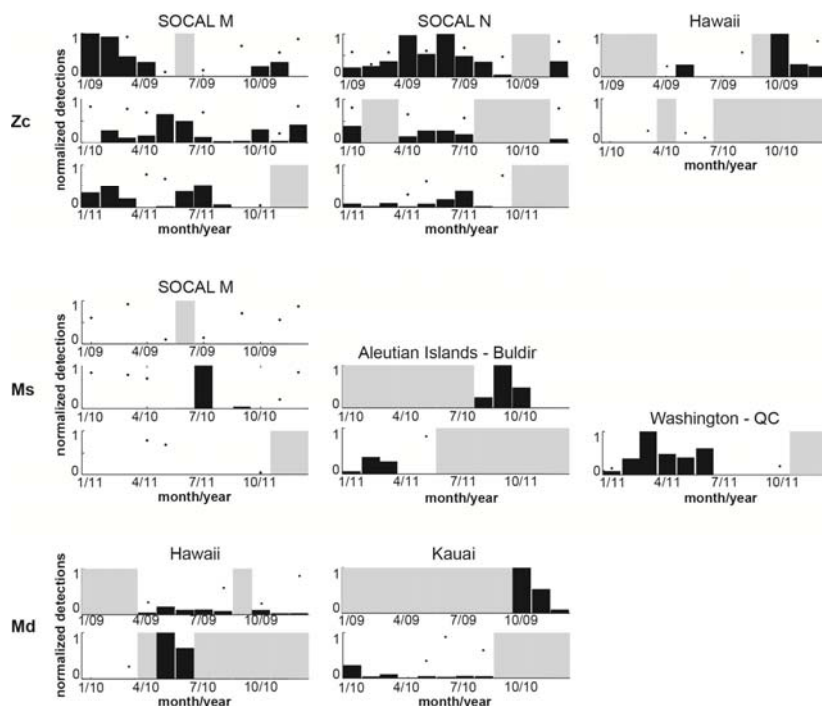 SOCAL M SOCAL N Hawaii
Zc
normalized detections
1 1 1
0 0 0
1/09 4/09 7/09 10/09 1/09 4/09 7/09 10/09 1/09 4/09 7/09 10/09
1 1 1
0 0 0
1/10 4/10 7/10 10/10 1/10 4/10 7/10 10/10 1/10 4/10 7/10 10/10
month/year
1 1
0 0
1/11 4/11 7/11 10/11 1/11 4/11 7/11 10/11
month/year month/year
SOCAL M
Ms
normalized detections
1
0
1/09 4/09 7/09 10/09
Aleutian Islands - Buldir
1 1
0 0
1/10 4/10 7/10 10/10 1/10 4/10 7/10 10/10
Washington - QC
1 1 1
0 0 0
1/11 4/11 7/11 10/11 1/11 4/11 7/11 10/11 1/11 4/11 7/11 10/11
month/year month/year month/year
Hawaii Kauai
Md
normalized detections
1 1
0 0
1/09 4/09 7/09 10/09 1/09 4/09 7/09 10/09
1 1
0 0
1/10 4/10 7/10 10/10 1/10 4/10 7/10 10/10
month/year month/year